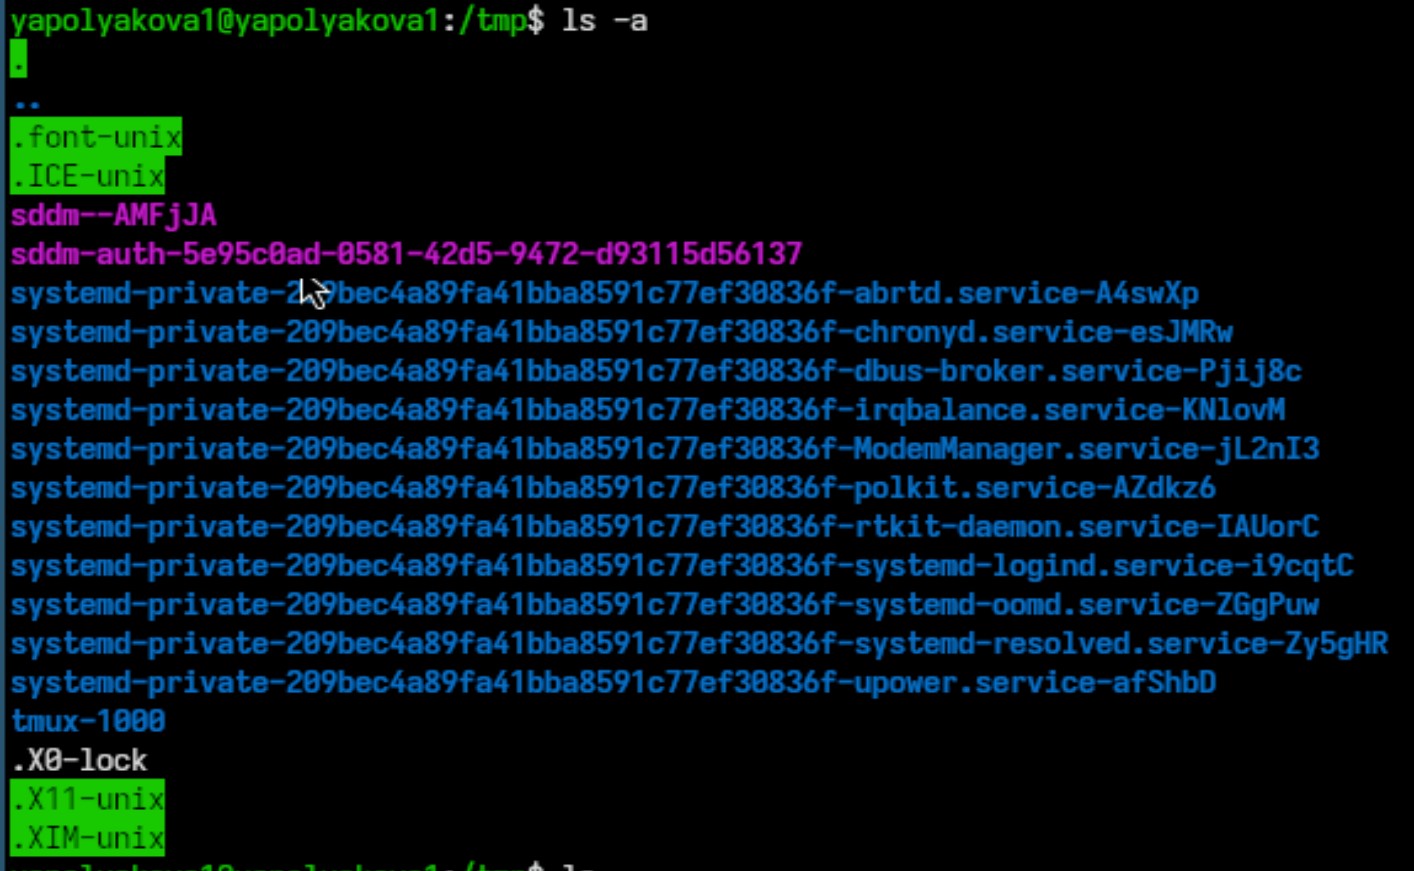 yapolyakova1@yapolyakova1:/tmp$ ls -a
.
..
.font-unix
.ICE-unix
sddm--AMFjJA
sddm-auth-5e95c0ad-0581-42d5-9472-d93115d56137
systemd-private-209bec4a89fa41bba8591c77ef30836f-abrtd.service-A4swXp
systemd-private-209bec4a89fa41bba8591c77ef30836f-chronyd.service-esJMRw
systemd-private-209bec4a89fa41bba8591c77ef30836f-dbus-broker.service-Pjij8c
systemd-private-209bec4a89fa41bba8591c77ef30836f-irqbalance.service-KNlovM
systemd-private-209bec4a89fa41bba8591c77ef30836f-ModemManager.service-jL2nI3
systemd-private-209bec4a89fa41bba8591c77ef30836f-polkit.service-AZdkz6
systemd-private-209bec4a89fa41bba8591c77ef30836f-rtkit-daemon.service-IAUorC
systemd-private-209bec4a89fa41bba8591c77ef30836f-systemd-logind.service-i9cqtC
systemd-private-209bec4a89fa41bba8591c77ef30836f-systemd-oomd.service-ZGgPuw
systemd-private-209bec4a89fa41bba8591c77ef30836f-systemd-resolved.service-Zy5gHR
systemd-private-209bec4a89fa41bba8591c77ef30836f-upower.service-afShbD
tmux-1000
.X0-lock
.X11-unix
.XIM-unix